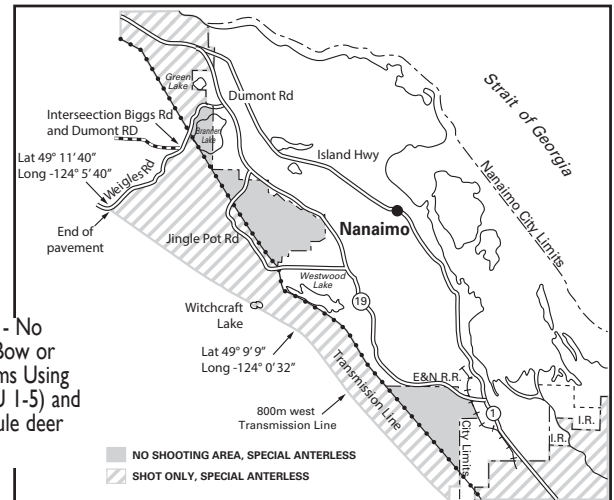 Green
Lake
Dumont Rd
Strait of Georgia
Interseection Biggs Rd
and Dumont RD
Brannen
Lake
Lat 49° 11' 40"
Long -124° 5' 40"
Weigles Rd
Island Hwy
Nanaimo City Limits
End of
pavement
Nanaimo
Jingle Pot Rd
Westwood
Lake
Witchcraft
Lake
19
- No
Bow or
ms Using
U 1-5) and
ule deer
Lat 49° 9' 9"
Long -124° 0' 32"
Transmission Line
E&N R.R.
800m west
Transmission Line
1
City Limits
I.R.
I.R.
NO SHOOTING AREA, SPECIAL ANTERLESS
SHOT ONLY, SPECIAL ANTERLESS